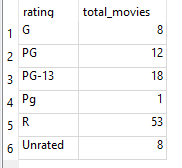 rating total_movies
1 G 8
2 PG 12
3 PG-13 18
4 Pg 1
5 R 53
6 Unrated 8